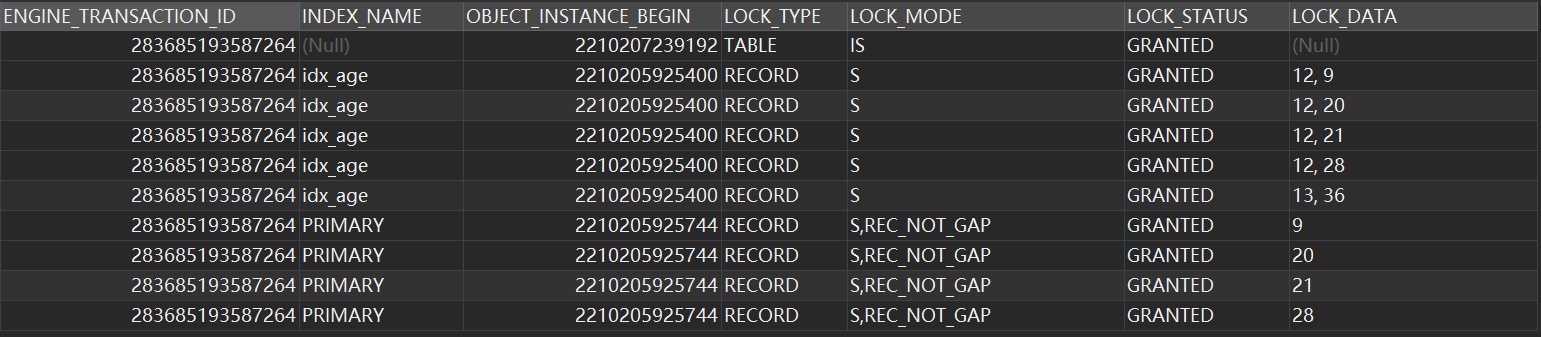 ENGINE_TRANSACTION_ID INDEX_NAME OBJECT_INSTANCE_BEGIN LOCK_TYPE LOCK_MODE LOCK_STATUS LOCK_DATA
283685193587264 (Null) 2210207239192 TABLE IS GRANTED (Null)
283685193587264 idx_age 2210205925400 RECORD S GRANTED 12, 9
283685193587264 idx_age 2210205925400 RECORD S GRANTED 12, 20
283685193587264 idx_age 2210205925400 RECORD S GRANTED 12, 21
283685193587264 idx_age 2210205925400 RECORD S GRANTED 12, 28
283685193587264 idx_age 2210205925400 RECORD S GRANTED 13, 36
283685193587264 PRIMARY 2210205925744 RECORD S,REC_NOT_GAP GRANTED 9
283685193587264 PRIMARY 2210205925744 RECORD S,REC_NOT_GAP GRANTED 20
283685193587264 PRIMARY 2210205925744 RECORD S,REC_NOT_GAP GRANTED 21
283685193587264 PRIMARY 2210205925744 RECORD S,REC_NOT_GAP GRANTED 28